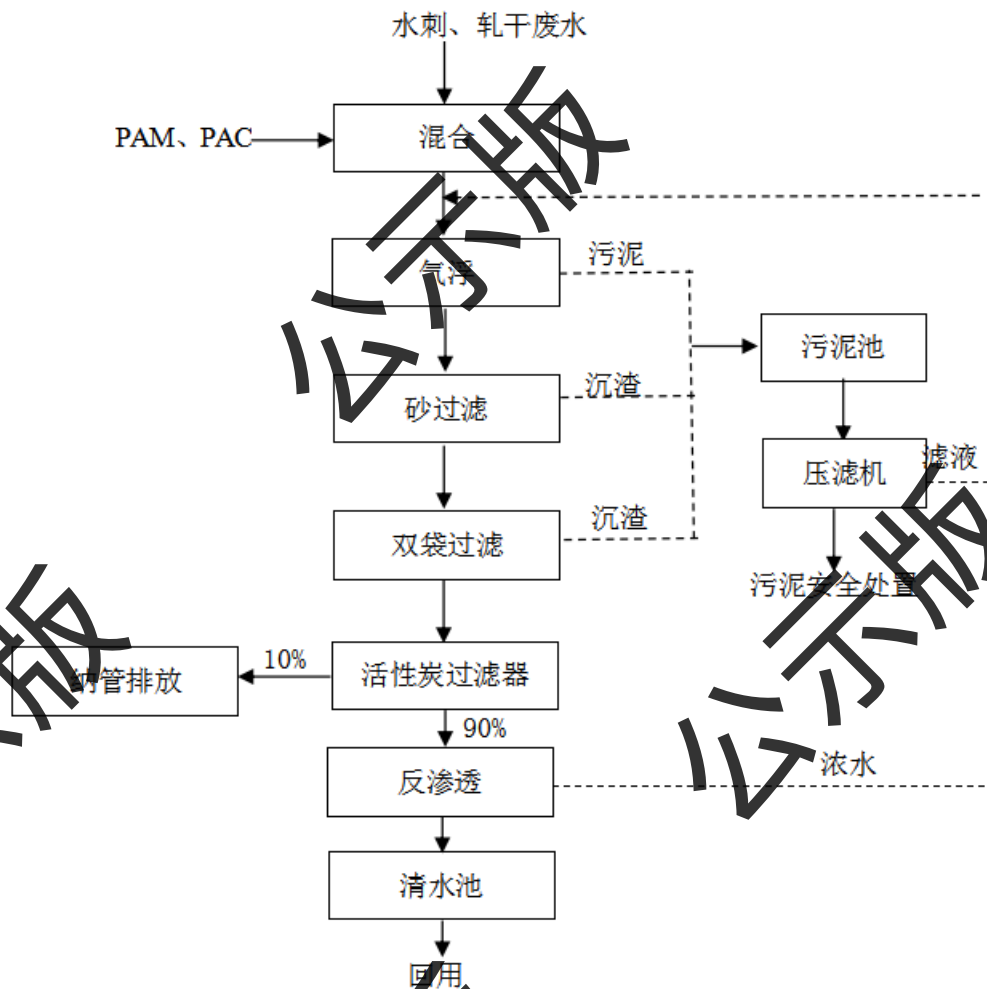 水刺、轧干废水
PAM、PAC
混合
气浮
污泥
污泥池
沉渣
砂过滤
压滤机
滤液
沉渣
双袋过滤
污泥安全处置
活性炭过滤器
10%
纳管排放
90%
反渗透
浓水
清水池
回用
公示版
公示版
版